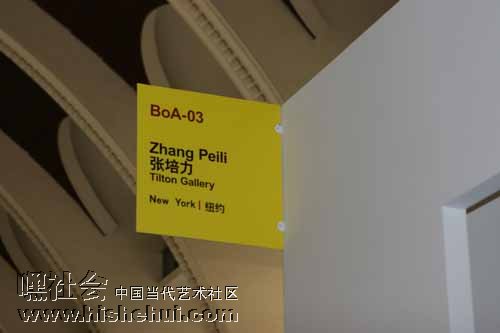 BoA-03
Zhang Peili
张培力
Tilton Gallery
New York | 纽约
嘿社会 中国当代艺术社区
www.hishehui.com